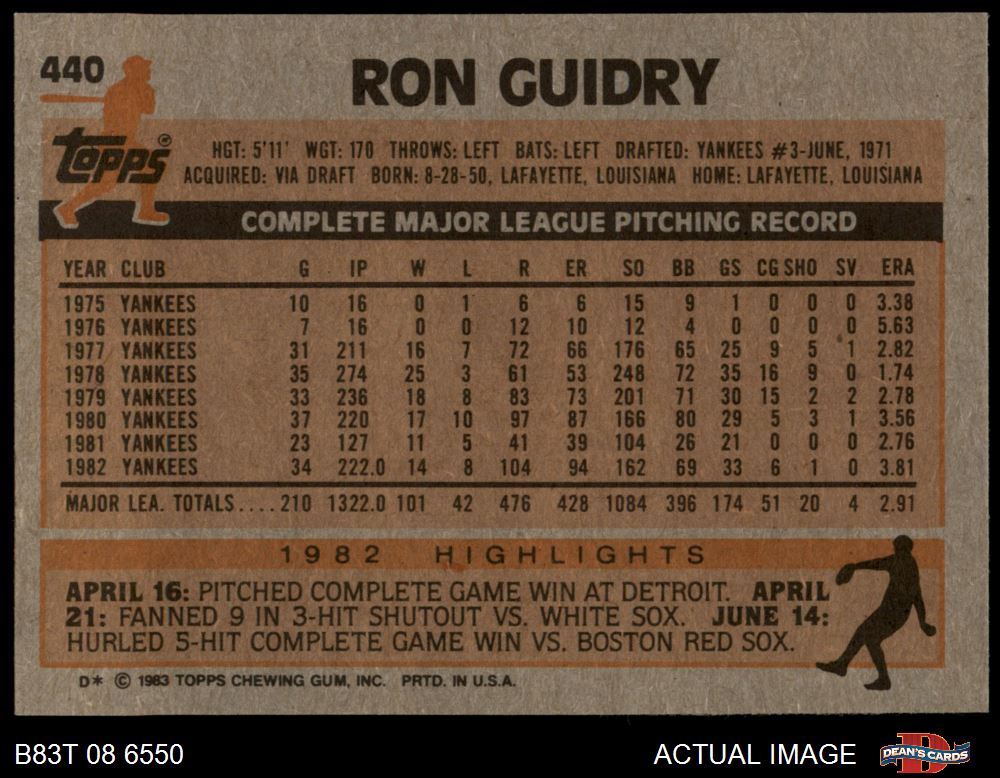 440
RON GUIDRY
Topps®
HGT: 5'11' WGT: 170 THROWS: LEFT BATS: LEFT DRAFTED: YANKEES #3-JUNE, 1971
ACQUIRED: VIA DRAFT BORN: 8-28-50, LAFAYETTE, LOUISIANA HOME: LAFAYETTE, LOUISIANA
COMPLETE MAJOR LEAGUE PITCHING RECORD
YEAR CLUB G IP W L R ER SO BB GS CG SHO SV ERA
1975 YANKEES 10 16 0 1 6 6 15 9 1 0 0 0 3.38
1976 YANKEES 7 16 0 0 12 10 12 4 0 0 0 0 5.63
1977 YANKEES 31 211 16 7 72 66 176 65 25 9 5 1 2.82
1978 YANKEES 35 274 25 3 61 53 248 72 35 16 9 0 1.74
1979 YANKEES 33 236 18 8 83 73 201 71 30 15 2 2 2.78
1980 YANKEES 37 220 17 10 97 87 166 80 29 5 3 1 3.56
1981 YANKEES 23 127 11 5 41 39 104 26 21 0 0 0 2.76
1982 YANKEES 34 222.0 14 8 104 94 162 69 33 6 1 0 3.81
MAJOR LEA. TOTALS....210 1322.0 101 42 476 428 1084 396 174 51 20 4 2.91
1982 HIGHLIGHTS
APRIL 16: PITCHED COMPLETE GAME WIN AT DETROIT. APRIL
21: FANNED 9 IN 3-HIT SHUTOUT VS. WHITE SOX. JUNE 14:
HURLED 5-HIT COMPLETE GAME WIN VS. BOSTON RED SOX.
D* © 1983 TOPPS CHEWING GUM, INC. PRTD. IN U.S.A.
B83T 08 6550
ACTUAL IMAGE
DEAN'S CARDS